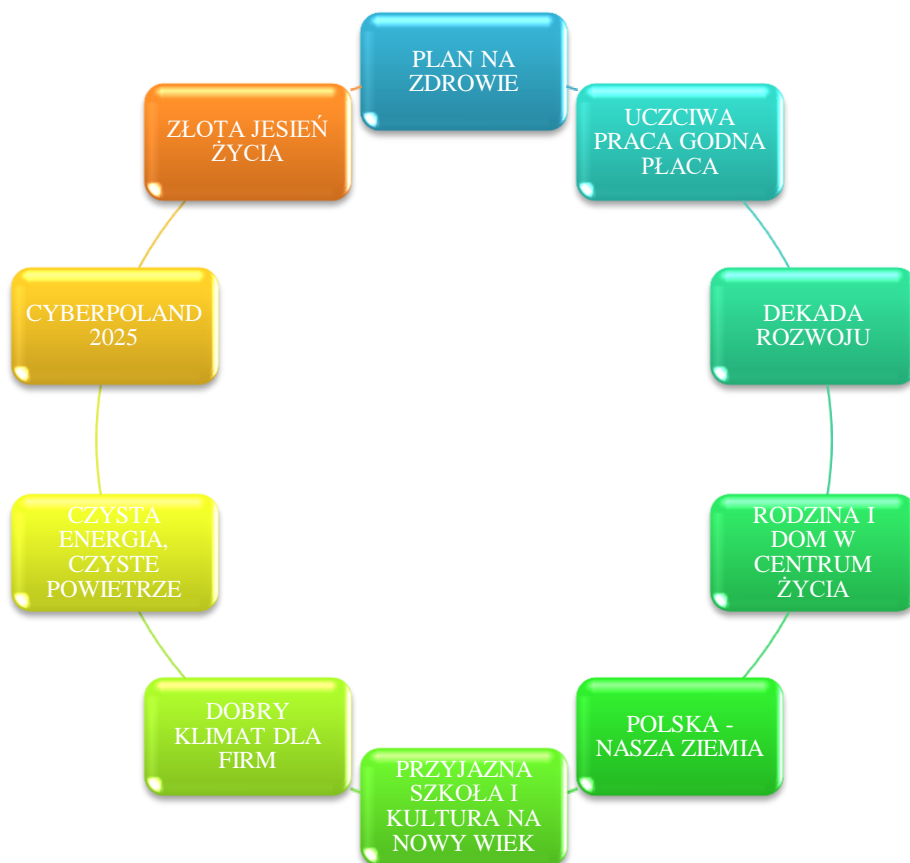 PLAN NA
ZDROWIE
UCZCIWA
PRACA GODNA
PŁACA
DEKADA
ROZWOJU
RODZINA I
DOM W
CENTRUM
ŻYCIA
POLSKA -
NASZA ZIEMIA
PRZYJAZNA
SZKOŁA I
KULTURA NA
NOWY WIEK
DOBRY
KLIMAT DLA
FIRM
CZYSTA
ENERGIA,
CZYSTE
POWIETRZE
CYBERPOLAND
2025
ZŁOTA JESIEŃ
ŻYCIA